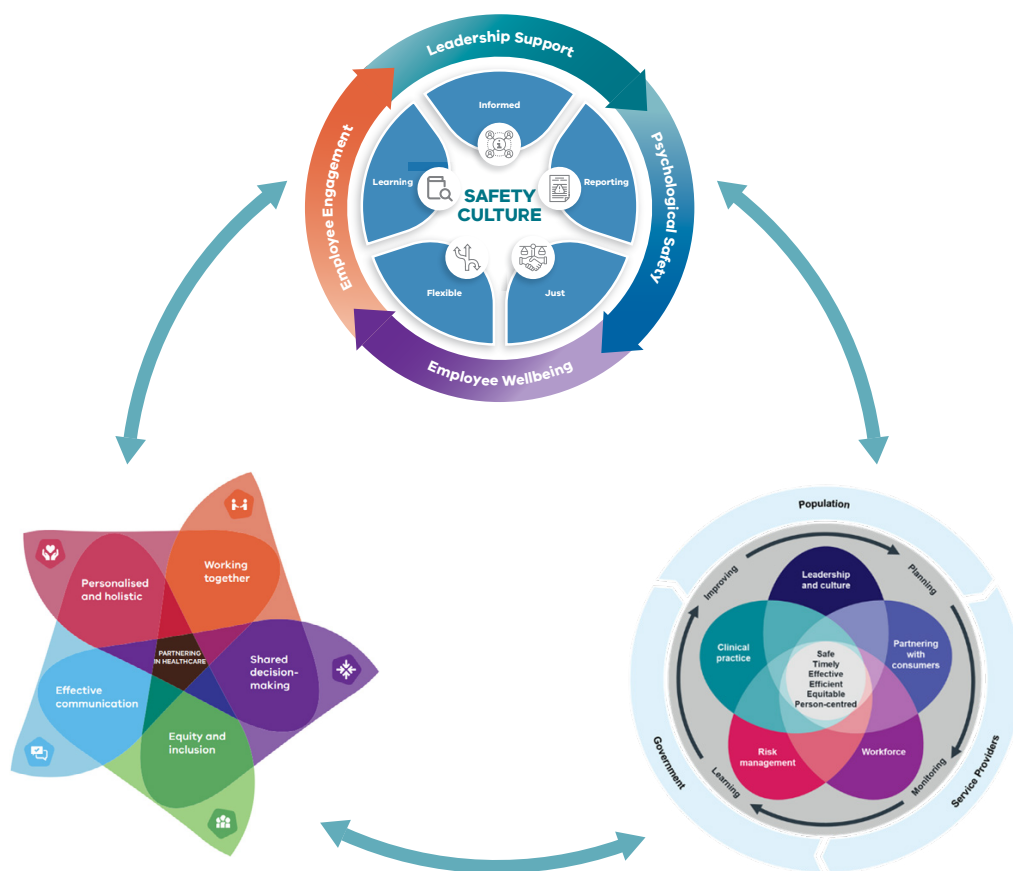 Leadership Support
Psychological Safety
Employee Wellbeing
Employee Engagement
Informed
Reporting
Just
Flexible
Learning
SAFETY
CULTURE
Personalised
and holistic
Working
together
Shared
decision-
making
Equity and
inclusion
Effective
communication
PARTNERING
IN HEALTHCARE
Population
Service Providers
Government
Improving
Planning
Monitoring
Learning
Leadership
and culture
Partnering
with
consumers
Workforce
Risk
management
Clinical
practice
Safe
Timely
Effective
Efficient
Equitable
Person-centred